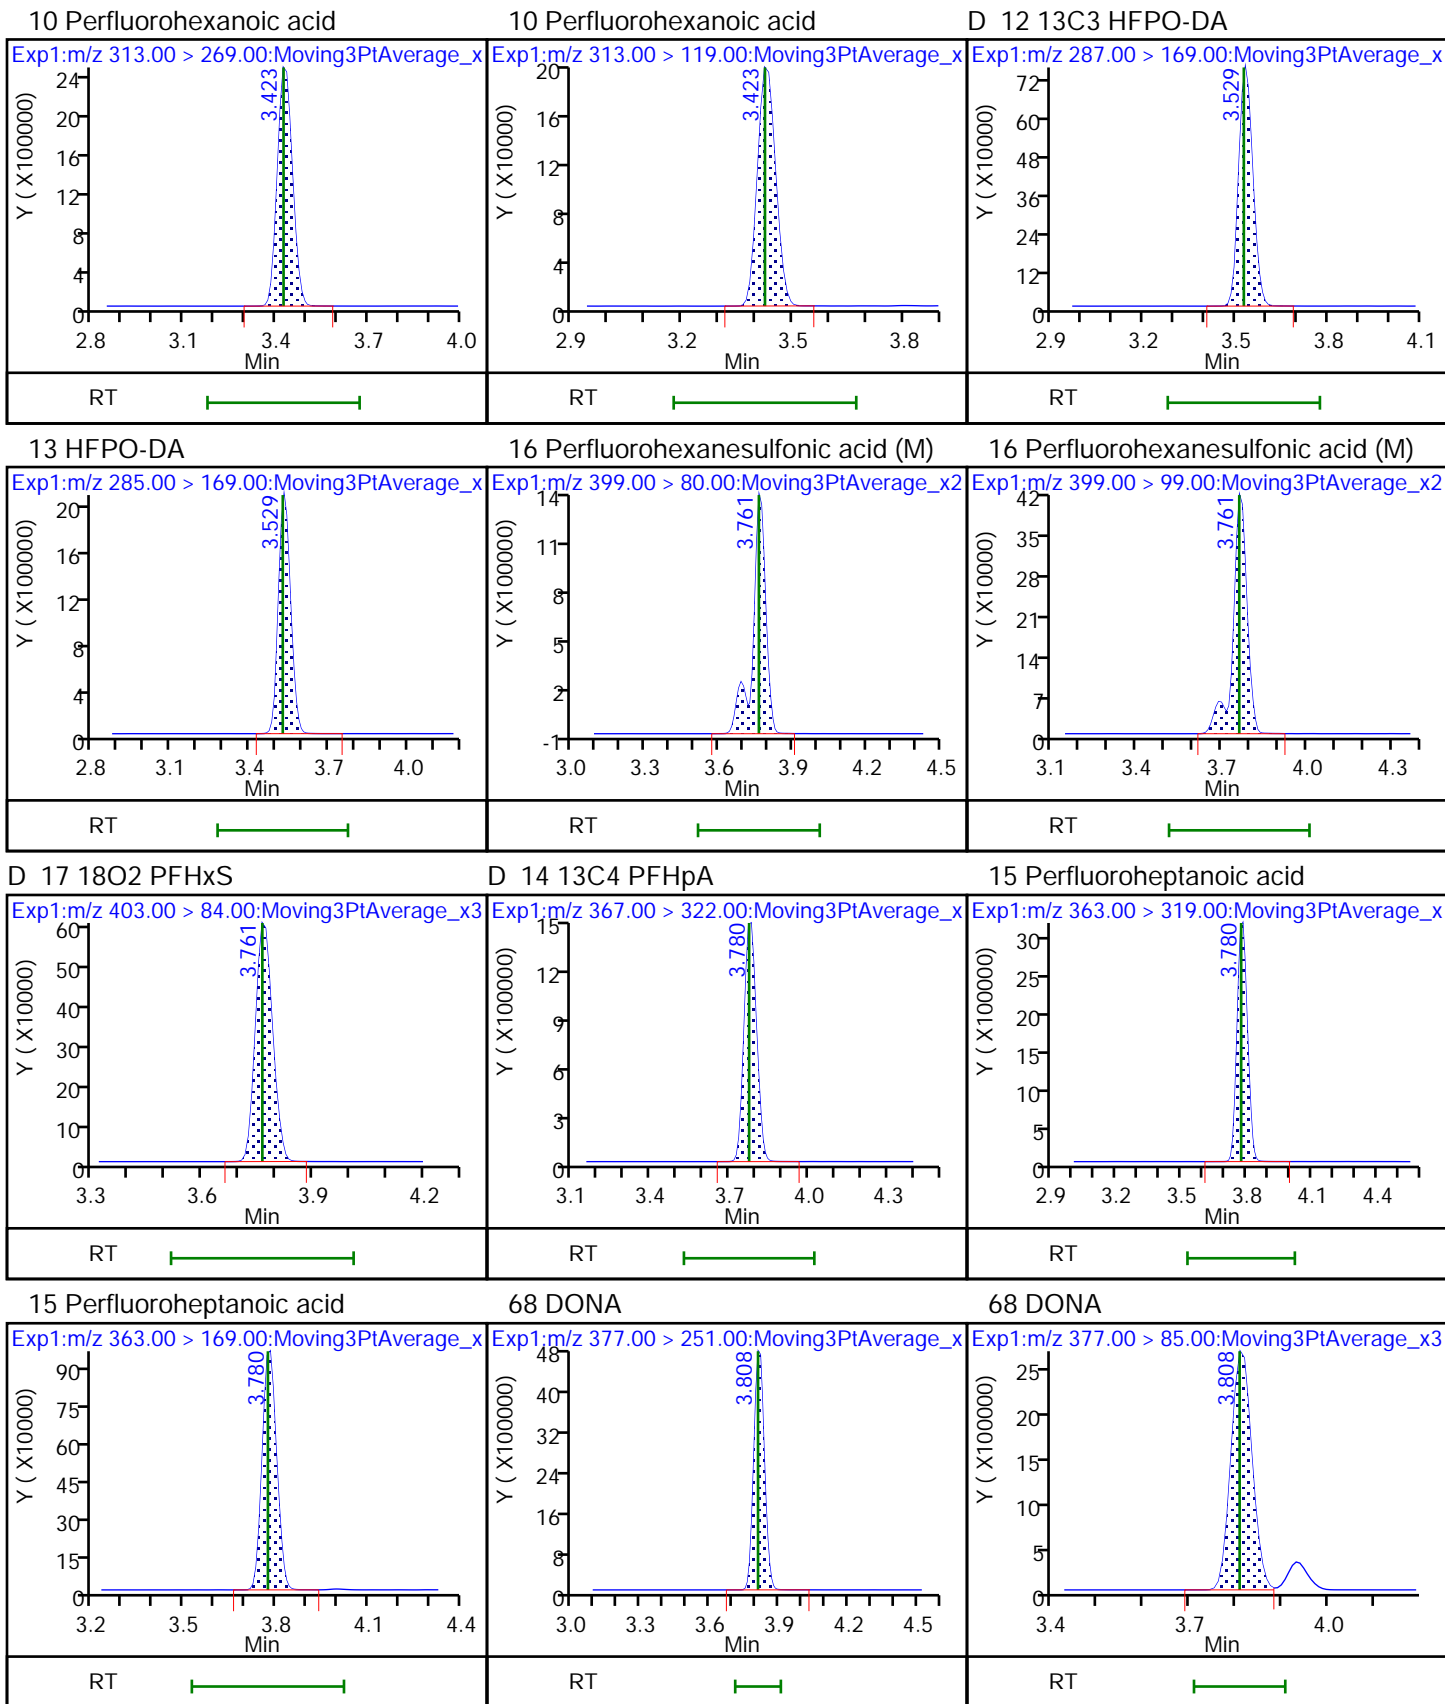 10 Perfluorohexanoic acid
Exp1:m/z 313.00 > 269.00:Moving3PtAverage_x
3.423
Y ( X100000)
24
20
16
12
8
4
0
2.8 3.1 3.4 3.7 4.0
Min
RT
10 Perfluorohexanoic acid
Exp1:m/z 313.00 > 119.00:Moving3PtAverage_x
3.423
Y ( X10000)
20
16
12
8
4
0
2.9 3.2 3.5 3.8
Min
RT
D 12 13C3 HFPO-DA
Exp1:m/z 287.00 > 169.00:Moving3PtAverage_x
3.529
Y ( X10000)
72
60
48
36
24
12
0
2.9 3.2 3.5 3.8 4.1
Min
RT
13 HFPO-DA
Exp1:m/z 285.00 > 169.00:Moving3PtAverage_x
3.529
Y ( X100000)
20
16
12
8
4
0
2.8 3.1 3.4 3.7 4.0
Min
RT
16 Perfluorohexanesulfonic acid (M)
Exp1:m/z 399.00 > 80.00:Moving3PtAverage_x2
3.761
Y ( X100000)
14
11
8
5
2
-1
3.0 3.3 3.6 3.9 4.2 4.5
Min
RT
16 Perfluorohexanesulfonic acid (M)
Exp1:m/z 399.00 > 99.00:Moving3PtAverage_x2
3.761
Y ( X10000)
42
35
28
21
14
7
0
3.1 3.4 3.7 4.0 4.3
Min
RT
D 17 18O2 PFHxS
Exp1:m/z 403.00 > 84.00:Moving3PtAverage_x3
3.761
Y ( X10000)
60
50
40
30
20
10
0
3.3 3.6 3.9 4.2
Min
RT
D 14 13C4 PFHpA
Exp1:m/z 367.00 > 322.00:Moving3PtAverage_x
3.780
Y ( X100000)
15
12
9
6
3
0
3.1 3.4 3.7 4.0 4.3
Min
RT
15 Perfluoroheptanoic acid
Exp1:m/z 363.00 > 319.00:Moving3PtAverage_x
3.780
Y ( X100000)
30
25
20
15
10
5
0
2.9 3.2 3.5 3.8 4.1 4.4
Min
RT
15 Perfluoroheptanoic acid
Exp1:m/z 363.00 > 169.00:Moving3PtAverage_x
3.780
Y ( X10000)
90
75
60
45
30
15
0
3.2 3.5 3.8 4.1 4.4
Min
RT
68 DONA
Exp1:m/z 377.00 > 251.00:Moving3PtAverage_x
3.808
Y ( X100000)
48
40
32
24
16
8
0
3.0 3.3 3.6 3.9 4.2 4.5
Min
RT
68 DONA
Exp1:m/z 377.00 > 85.00:Moving3PtAverage_x3
3.808
Y ( X100000)
25
20
15
10
5
0
3.4 3.7 4.0
Min
RT